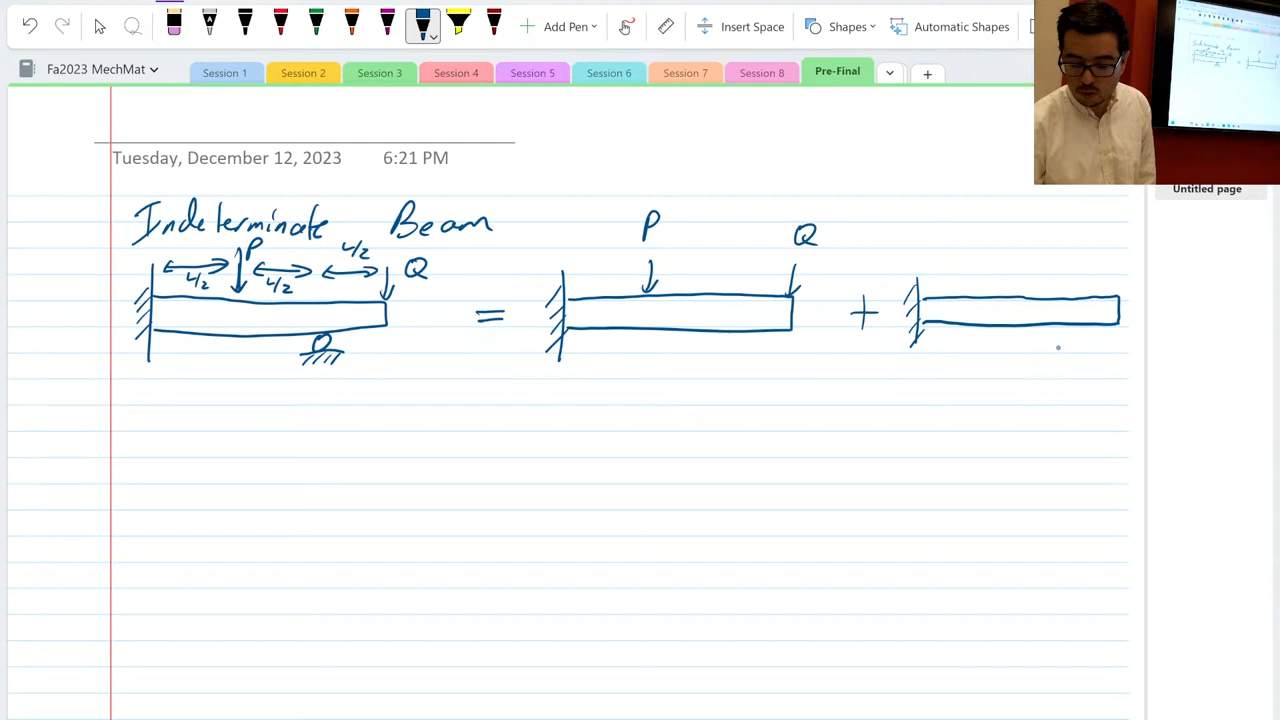 Add Pen
Insert Space
Shapes
Automatic Shapes
Fa2023 MechMat
Session 1
Session 2
Session 3
Session 4
Session 5
Session 6
Session 7
Session 8
Pre-Final
Untitled page
Tuesday, December 12, 2023 6:21 PM
Indeterminate Beam
P
L/2
L/2
L/2
Q
=
P
Q
+